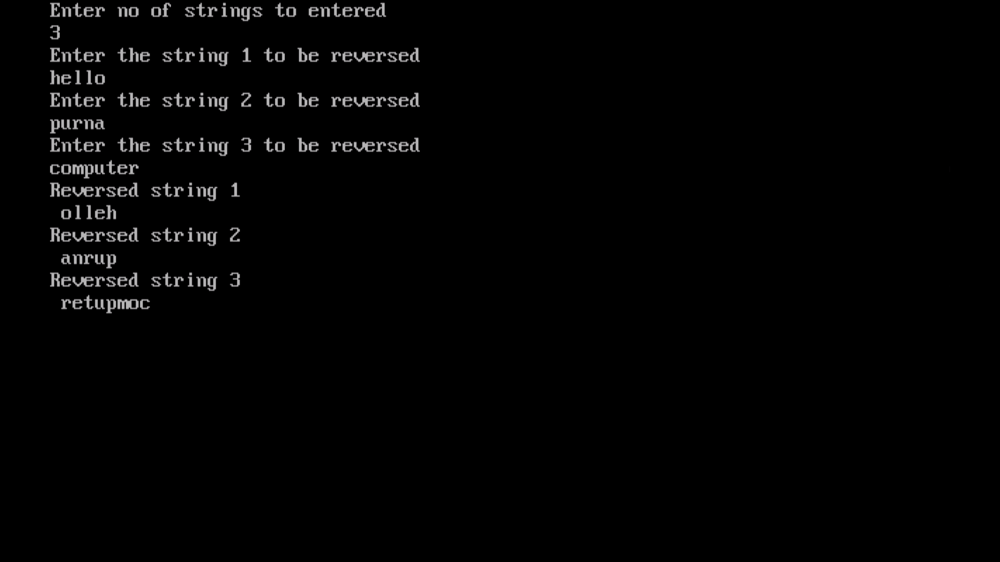 Enter no of strings to entered
3
Enter the string 1 to be reversed
hello
Enter the string 2 to be reversed
purna
Enter the string 3 to be reversed
computer
Reversed string 1
olleh
Reversed string 2
anrup
Reversed string 3
retupmoc